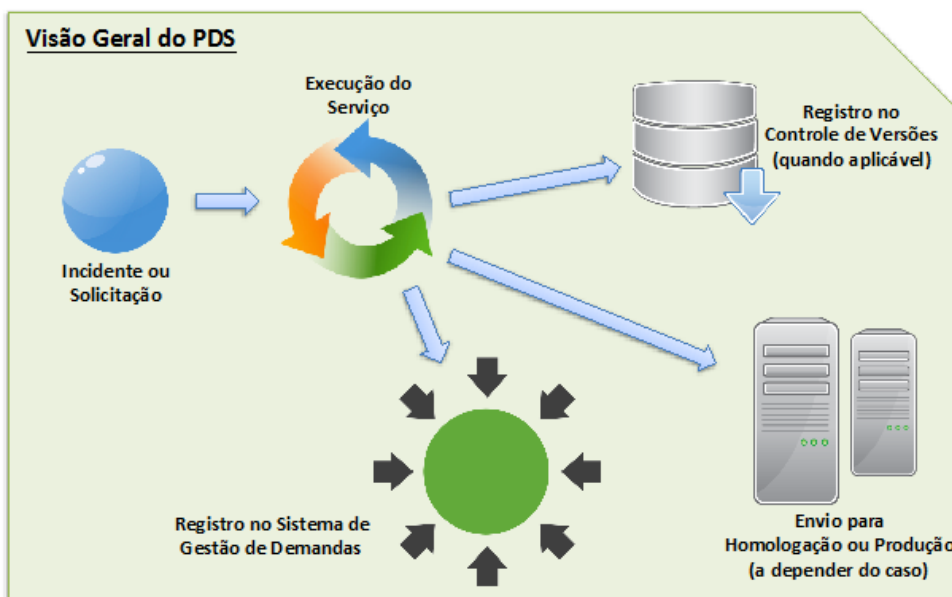 Visão Geral do PDS
Execução do
Serviço
Registro no
Controle de Versões
(quando aplicável)
Incidente ou
Solicitação
Registro no Sistema de
Gestão de Demandas
Envio para
Homologação ou Produção
(a depender do caso)